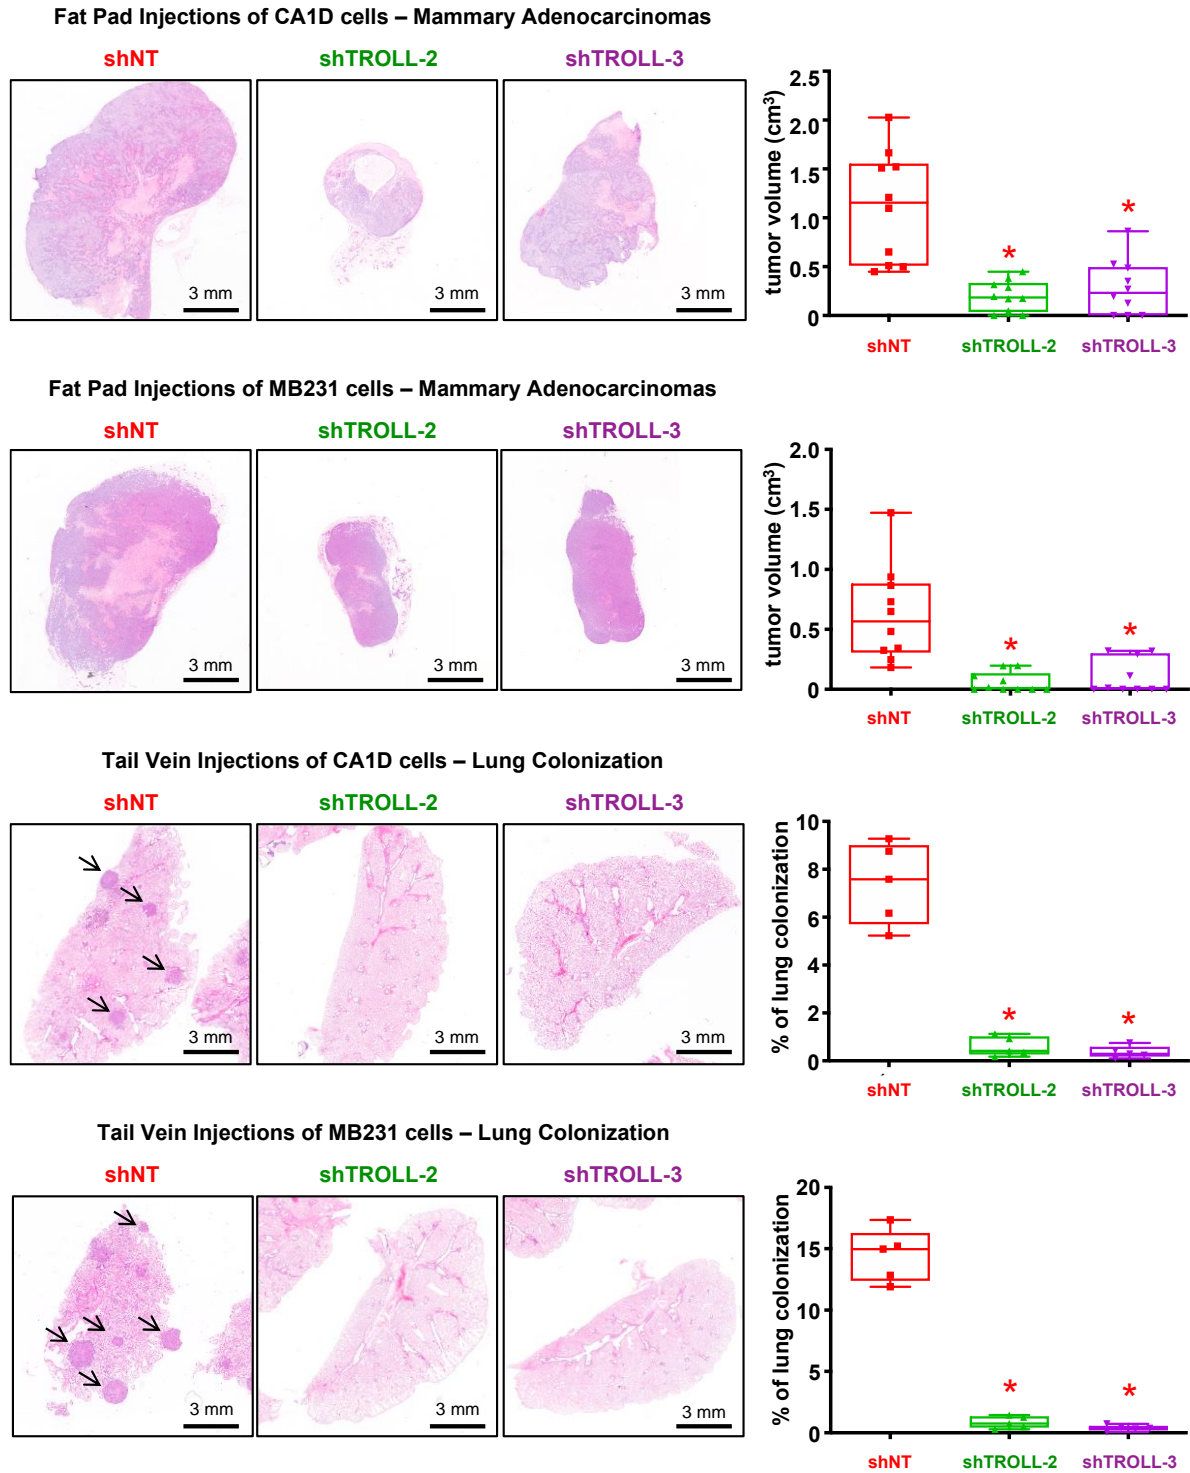 Fat Pad Injections of CA1D cells – Mammary Adenocarcinomas
shNT shTROLL-2 shTROLL-3
3 mm 3 mm 3 mm
tumor volume (cm³)
2.5
2.0
1.5
1.0
0.5
0
* *
shNT shTROLL-2 shTROLL-3
Fat Pad Injections of MB231 cells – Mammary Adenocarcinomas
shNT shTROLL-2 shTROLL-3
3 mm 3 mm 3 mm
tumor volume (cm³)
2.0
1.5
1.0
0.5
0
* *
shNT shTROLL-2 shTROLL-3
Tail Vein Injections of CA1D cells – Lung Colonization
shNT shTROLL-2 shTROLL-3
3 mm 3 mm 3 mm
% of lung colonization
10
8
6
4
2
0
* *
shNT shTROLL-2 shTROLL-3
Tail Vein Injections of MB231 cells – Lung Colonization
shNT shTROLL-2 shTROLL-3
3 mm 3 mm 3 mm
% of lung colonization
20
15
10
5
0
* *
shNT shTROLL-2 shTROLL-3